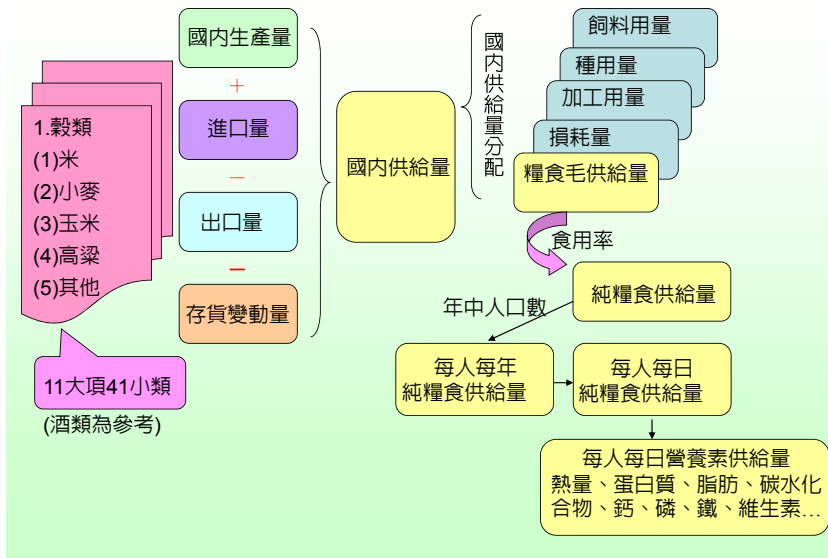 1.穀類
(1)米
(2)小麥
(3)玉米
(4)高粱
(5)其他
11大項41小類
(酒類為參考)
國内生產量
+
進口量
－
出口量
－
存貨變動量
國内供給量
國内供給量分配
飼料用量
種用量
加工用量
損耗量
糧食毛供給量
食用率
純糧食供給量
年中人口數
每人每年
純糧食供給量
每人每日
純糧食供給量
每人每日營養素供給量
熱量、蛋白質、脂肪、碳水化
合物、鈣、磷、鐵、維生素…